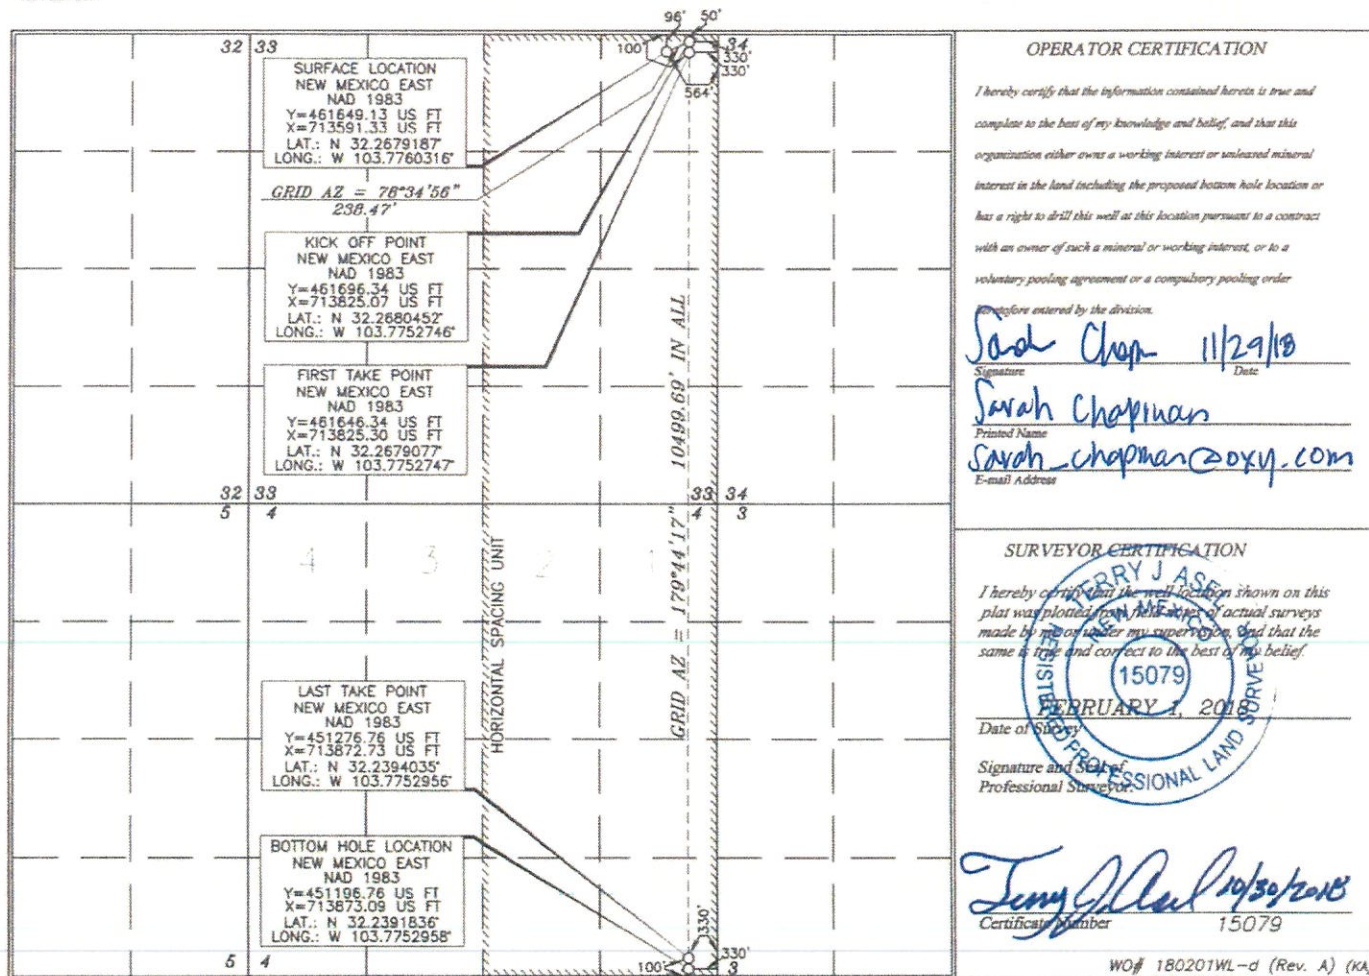 96' 50'
32 33
100'
34
330'
330'
564'
SURFACE LOCATION
NEW MEXICO EAST
NAD 1983
Y=461649.13 US FT
X=713591.33 US FT
LAT.: N 32.2679187°
LONG.: W 103.7760316°
GRID AZ = 78°34'56"
238.47'
KICK OFF POINT
NEW MEXICO EAST
NAD 1983
Y=461696.34 US FT
X=713825.07 US FT
LAT.: N 32.2680452°
LONG.: W 103.7752746°
FIRST TAKE POINT
NEW MEXICO EAST
NAD 1983
Y=461646.34 US FT
X=713825.30 US FT
LAT.: N 32.2679077°
LONG.: W 103.7752747°
32 33
5 4
33 34
4 3
4 3 2 1
HORIZONTAL SPACING UNIT
GRID AZ = 179°44'17" 10499.69' IN ALL
LAST TAKE POINT
NEW MEXICO EAST
NAD 1983
Y=451276.76 US FT
X=713872.73 US FT
LAT.: N 32.2394035°
LONG.: W 103.7752956°
BOTTOM HOLE LOCATION
NEW MEXICO EAST
NAD 1983
Y=451196.76 US FT
X=713873.09 US FT
LAT.: N 32.2391836°
LONG.: W 103.7752958°
5 4
330'
330'
100'
3
OPERATOR CERTIFICATION
I hereby certify that the information contained herein is true and
complete to the best of my knowledge and belief, and that this
organization either owns a working interest or unleased mineral
interest in the land including the proposed bottom hole location or
has a right to drill this well at this location pursuant to a contract
with an owner of such a mineral or working interest, or to a
voluntary pooling agreement or a compulsory pooling order
heretofore entered by the division.
11/29/18
Signature Date
Sarah Chapman
Printed Name
sarah_chapman@oxy.com
E-mail Address
SURVEYOR CERTIFICATION
I hereby certify that the well location shown on this
plat was plotted from field notes of actual surveys
made by me or under my supervision, and that the
same is true and correct to the best of my belief.
TERRY J ASEL
NEW MEXICO
15079
REGISTERED PROFESSIONAL LAND SURVEYOR
FEBRUARY 1, 2018
Date of Survey
Signature and Seal of
Professional Surveyor:
Terry J. Asel 10/30/2018
Certificate Number 15079
WO# 180201WL-d (Rev. A) (KA